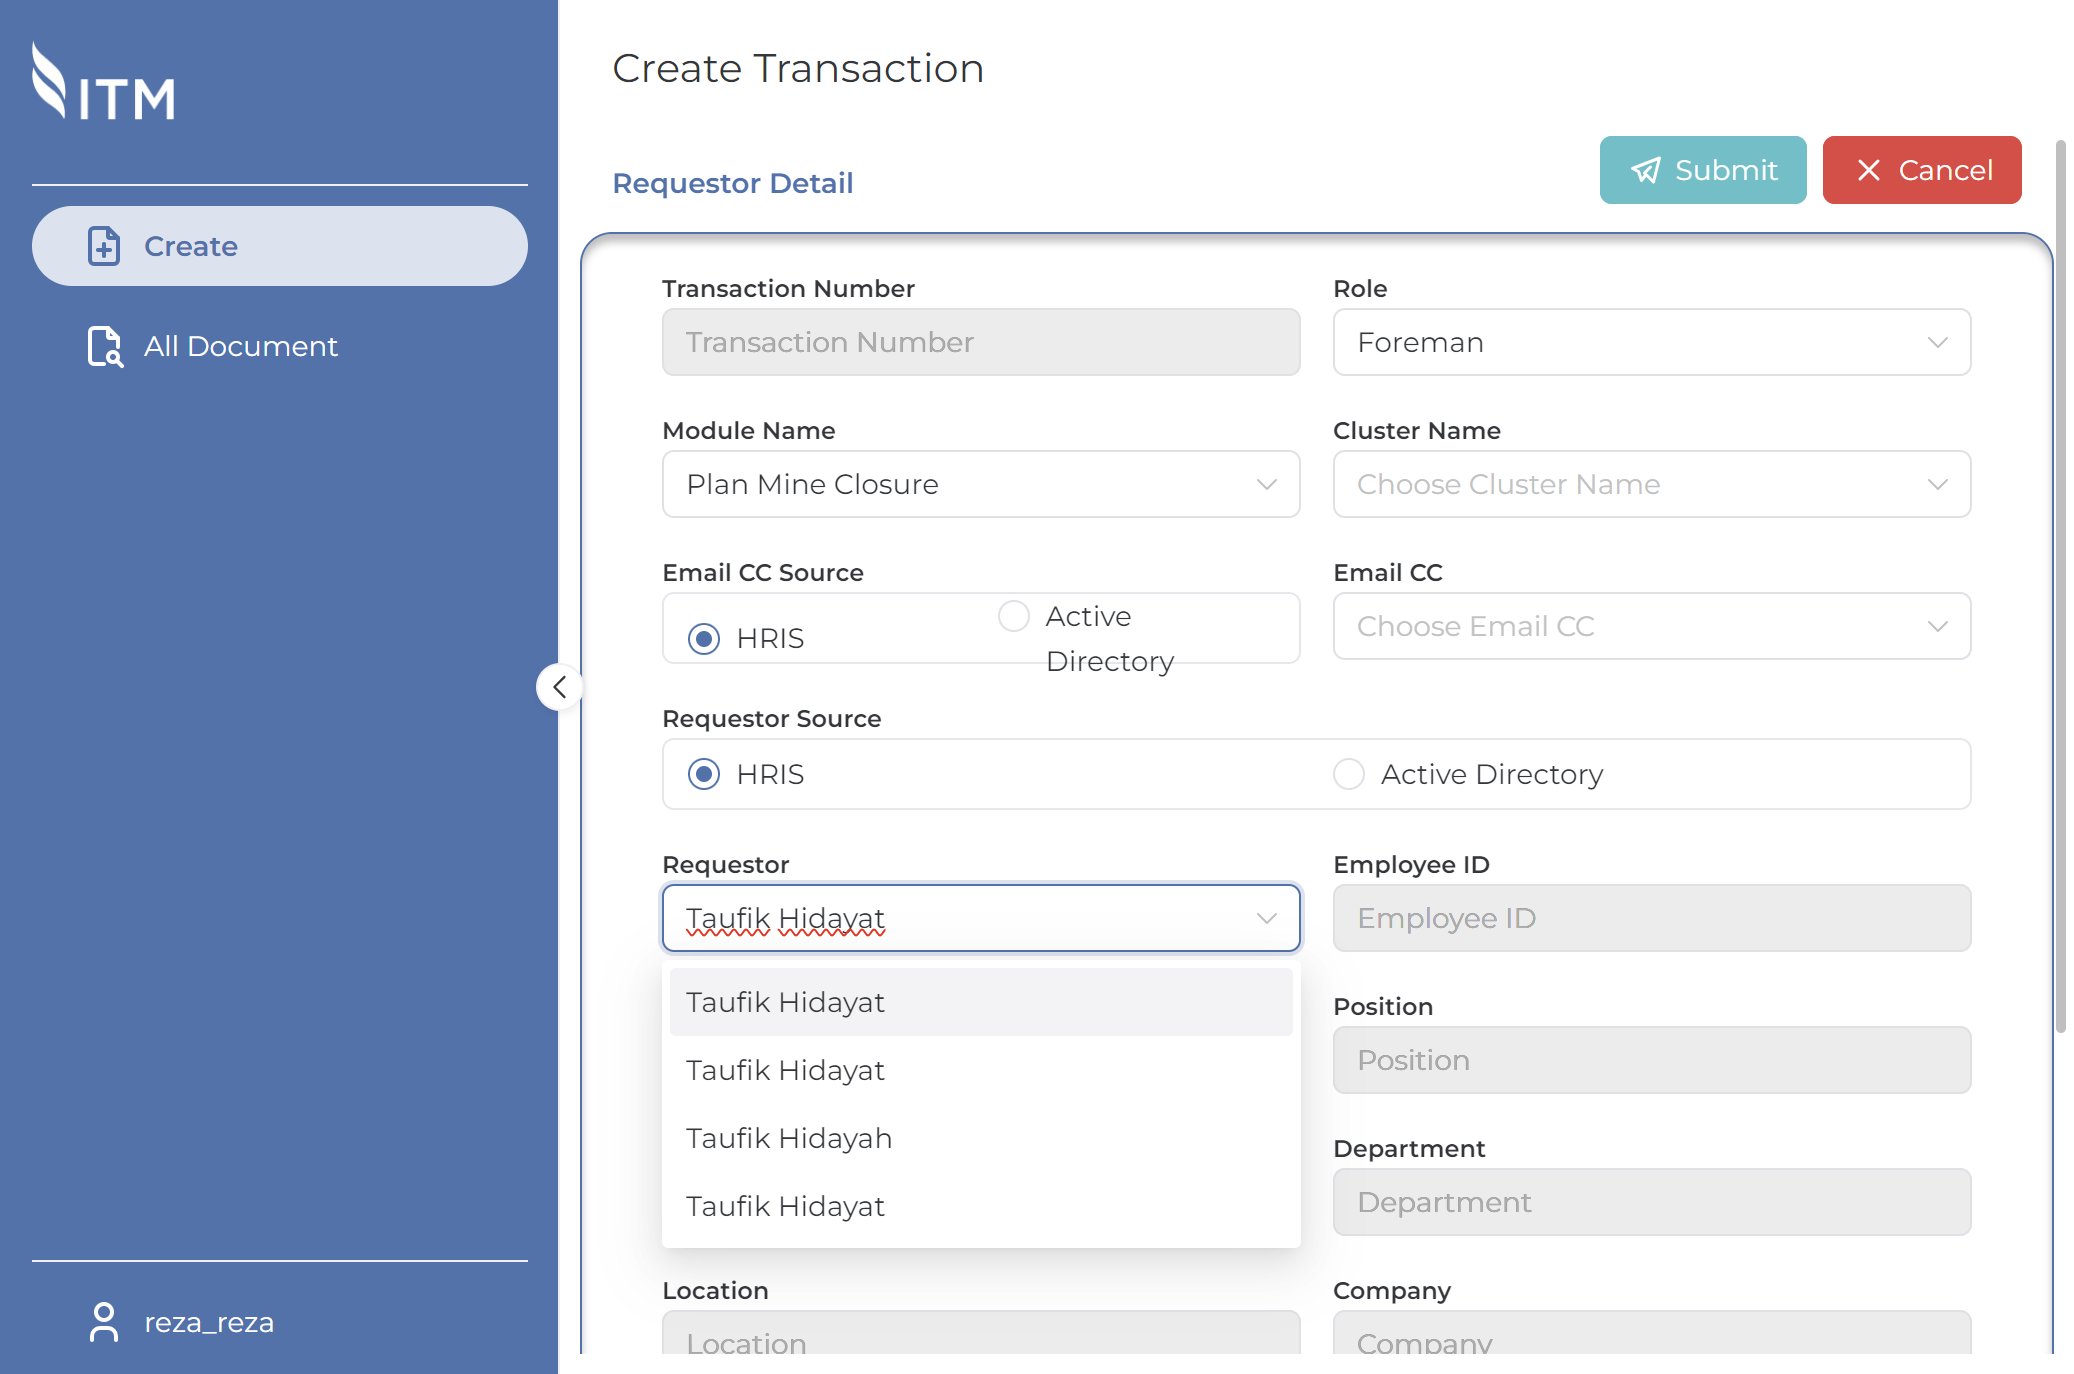 ITM
Create
All Document
reza_reza
Create Transaction
Requestor Detail
Submit
Cancel
Transaction Number
Transaction Number
Role
Foreman
Module Name
Plan Mine Closure
Cluster Name
Choose Cluster Name
Email CC Source
HRIS
Active
Directory
Email CC
Choose Email CC
Requestor Source
HRIS
Active Directory
Requestor
Taufik Hidayat
Taufik Hidayat
Taufik Hidayat
Taufik Hidayah
Taufik Hidayat
Employee ID
Employee ID
Position
Position
Department
Department
Location
Location
Company
Company